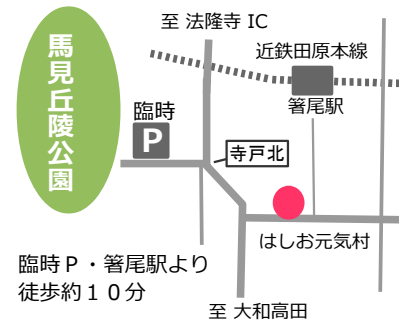 至 法隆寺 IC
近鉄田原本線
箸尾駅
馬見丘陵公園
臨時
P
寺戸北
はしお元気村
臨時Ｐ・箸尾駅より
徒歩約１０分
至 大和高田